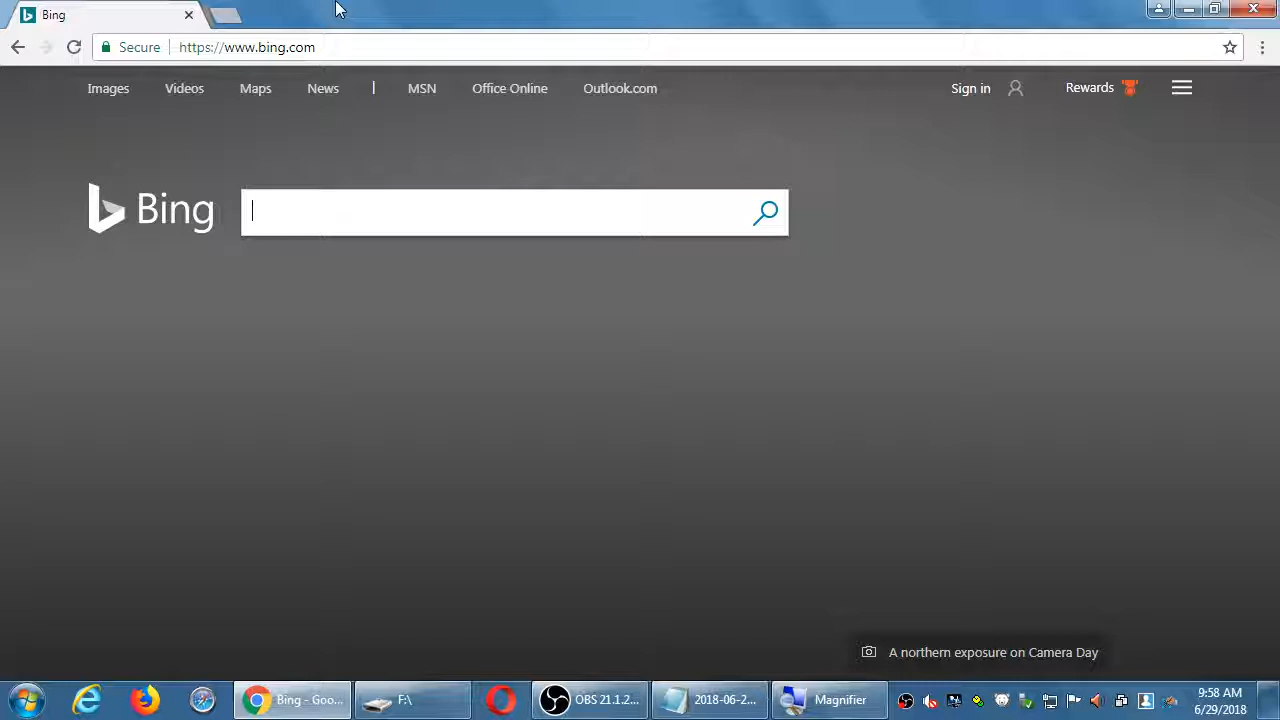 Bing
Secure https://www.bing.com
Images Videos Maps News | MSN Office Online Outlook.com Sign in Rewards
Bing
A northern exposure on Camera Day
Bing - Goo... F:\ OBS 21.1.2... 2018-06-2... Magnifier
9:58 AM
6/29/2018